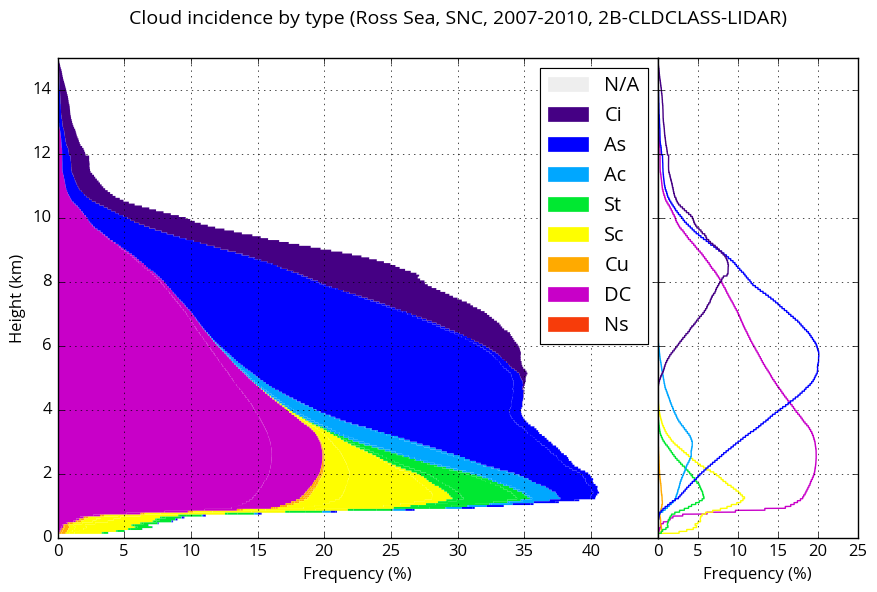 Cloud incidence by type (Ross Sea, SNC, 2007-2010, 2B-CLDCLASS-LIDAR)
N/A
Ci
As
Ac
St
Sc
Cu
DC
Ns
Height (km)
14
12
10
8
6
4
2
0
0 5 10 15 20 25 30 35 40
0 5 10 15 20 25
Frequency (%)
Frequency (%)